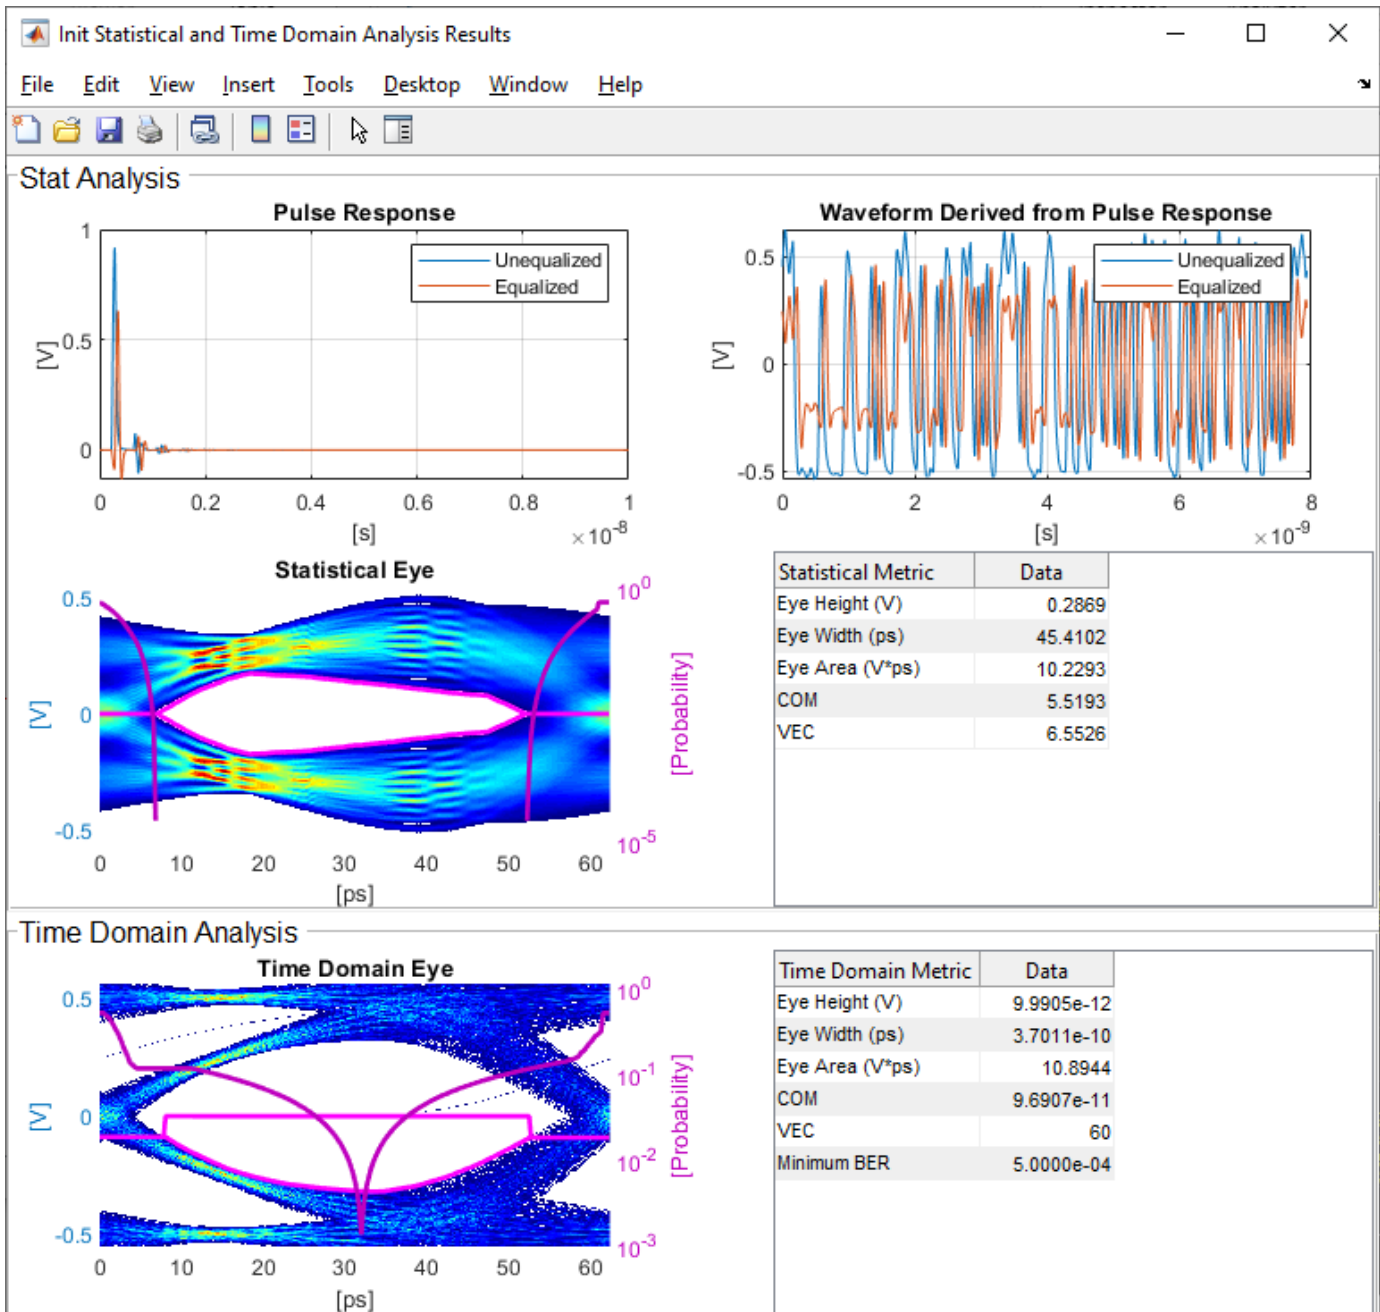 Init Statistical and Time Domain Analysis Results
File Edit View Insert Tools Desktop Window Help
Stat Analysis
Pulse Response
1
0.5
0
[V]
Unequalized
Equalized
0 0.2 0.4 0.6 0.8 1
[s]
×10-8
Waveform Derived from Pulse Response
0.5
0
-0.5
[V]
Unequalized
Equalized
0 2 4 6 8
[s]
×10-9
Statistical Eye
0.5
0
-0.5
[V]
100
10-5
[Probability]
0 10 20 30 40 50 60
[ps]
Statistical Metric Data
Eye Height (V) 0.2869
Eye Width (ps) 45.4102
Eye Area (V*ps) 10.2293
COM 5.5193
VEC 6.5526
Time Domain Analysis
Time Domain Eye
0.5
0
-0.5
[V]
100
10-1
10-2
10-3
[Probability]
0 10 20 30 40 50 60
[ps]
Time Domain Metric Data
Eye Height (V) 9.9905e-12
Eye Width (ps) 3.7011e-10
Eye Area (V*ps) 10.8944
COM 9.6907e-11
VEC 60
Minimum BER 5.0000e-04